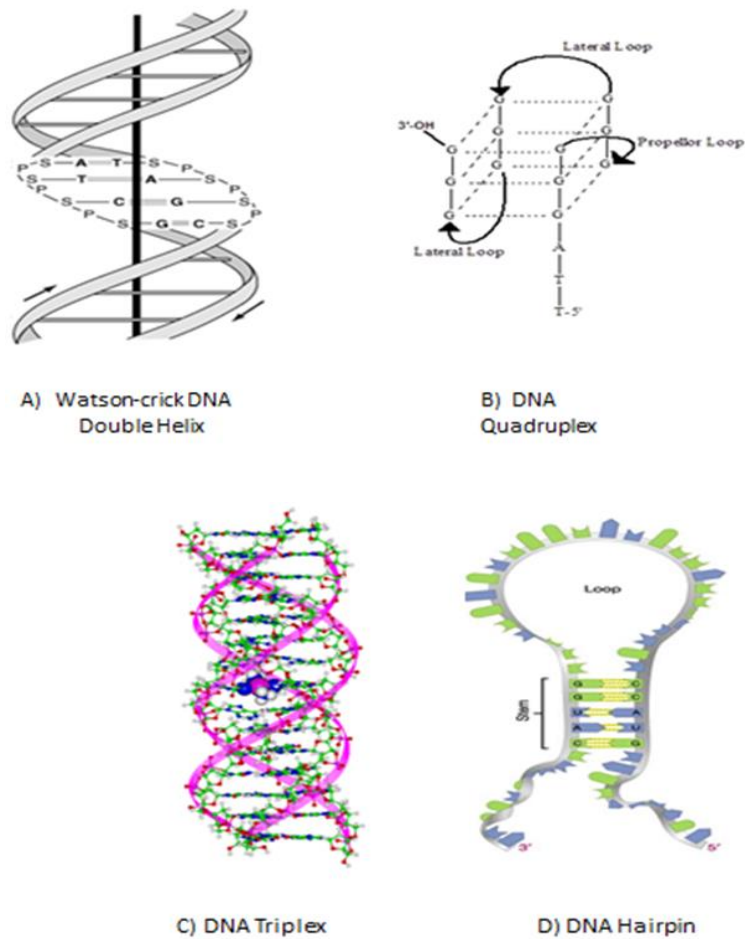 S A T S
P S T A S P
P S C G S P
P S G C S P
Lateral Loop
3'-OH
G G
G G
G G
G G
G G
G G
Propellor Loop
Lateral Loop
A
T
T-5'
A) Watson-crick DNA
Double Helix
B) DNA
Quadruplex
Loop
Stem
G C
G C
U A
A U
C G
3' 5'
C) DNA Triplex
D) DNA Hairpin